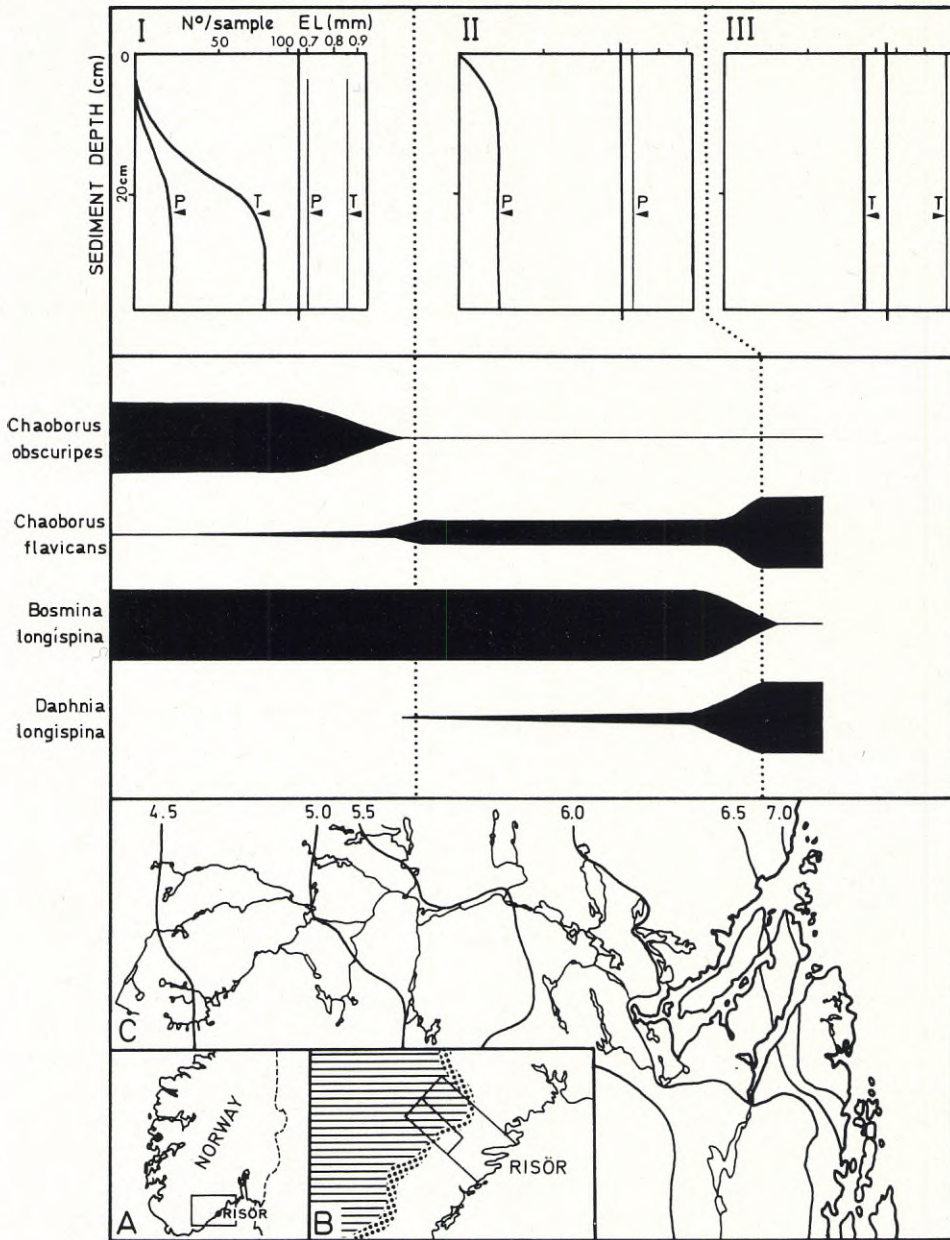 I N°/sample EL (mm) II III
50 100 0.7 0.8 0.9
0
SEDIMENT DEPTH (cm)
cm
20
P T P T
P P
T T
Chaoborus
obscuripes
Chaoborus
flavicans
Bosmina
longispina
Daphnia
longispina
4.5 5.0 5.5 6.0 6.5 7.0
C
NORWAY
RISÖR
A
RISÖR
B